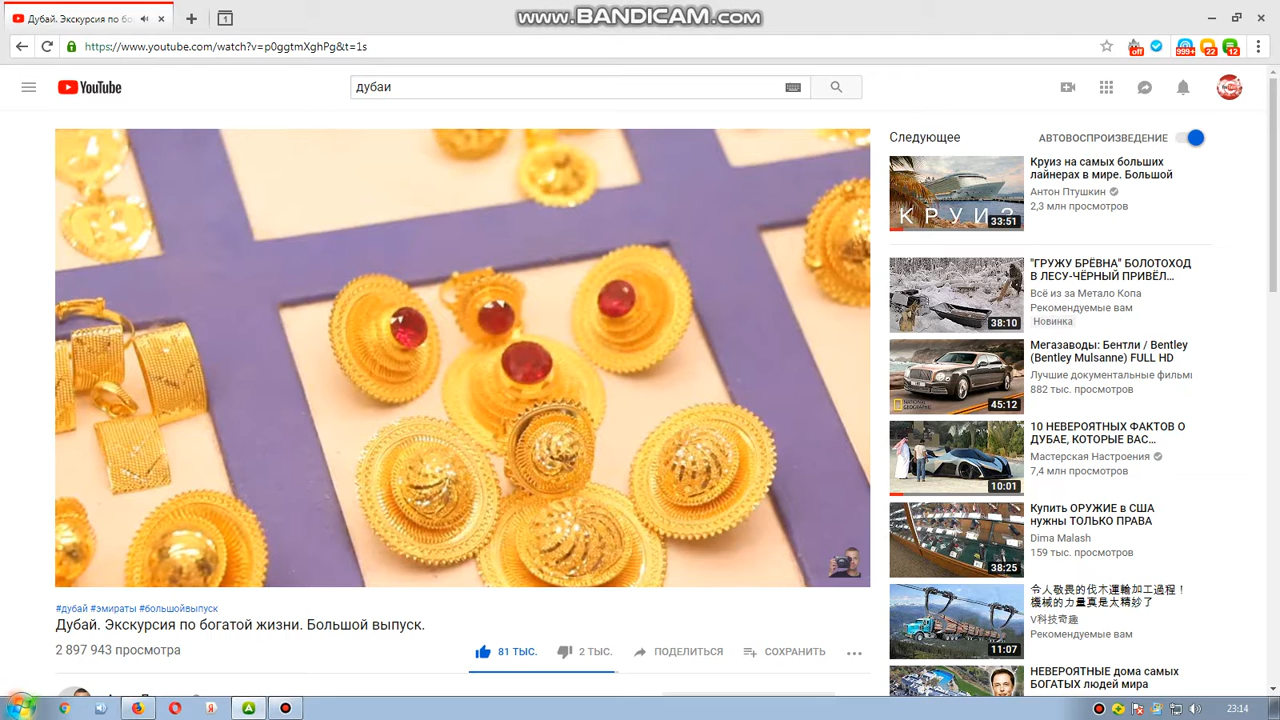 www.BANDICAM.com
Дубай. Экскурсия по бо
1
https://www.youtube.com/watch?v=p0ggtmXghPg&t=1s
off
999+
22
12
YouTube
дубаи
Следующее
АВТОВОСПРОИЗВЕДЕНИЕ
КРУИЗ
33:51
Круиз на самых больших
лайнерах в мире. Большой
Антон Птушкин
2,3 млн просмотров
38:10
"ГРУЖУ БРЁВНА" БОЛОТОХОД
В ЛЕСУ-ЧЁРНЫЙ ПРИВЁЛ...
Всё из за Метало Копа
Рекомендуемые вам
Новинка
NATIONAL GEOGRAPHIC
45:12
Мегазаводы: Бентли / Bentley
(Bentley Mulsanne) FULL HD
Лучшие документальные фильмы
882 тыс. просмотров
10:01
10 НЕВЕРОЯТНЫХ ФАКТОВ О
ДУБАЕ, КОТОРЫЕ ВАС...
Мастерская Настроения
7,4 млн просмотров
38:25
Купить ОРУЖИЕ в США
нужны ТОЛЬКО ПРАВА
Dima Malash
159 тыс. просмотров
11:07
令人敬畏的伐木運輸加工過程！
機械的力量真是太精妙了
V科技奇趣
Рекомендуемые вам
НЕВЕРОЯТНЫЕ дома самых
БОГАТЫХ людей мира
#дубай #эмираты #большойвыпуск
Дубай. Экскурсия по богатой жизни. Большой выпуск.
2 897 943 просмотра
81 ТЫС.
2 ТЫС.
ПОДЕЛИТЬСЯ
СОХРАНИТЬ
23:14